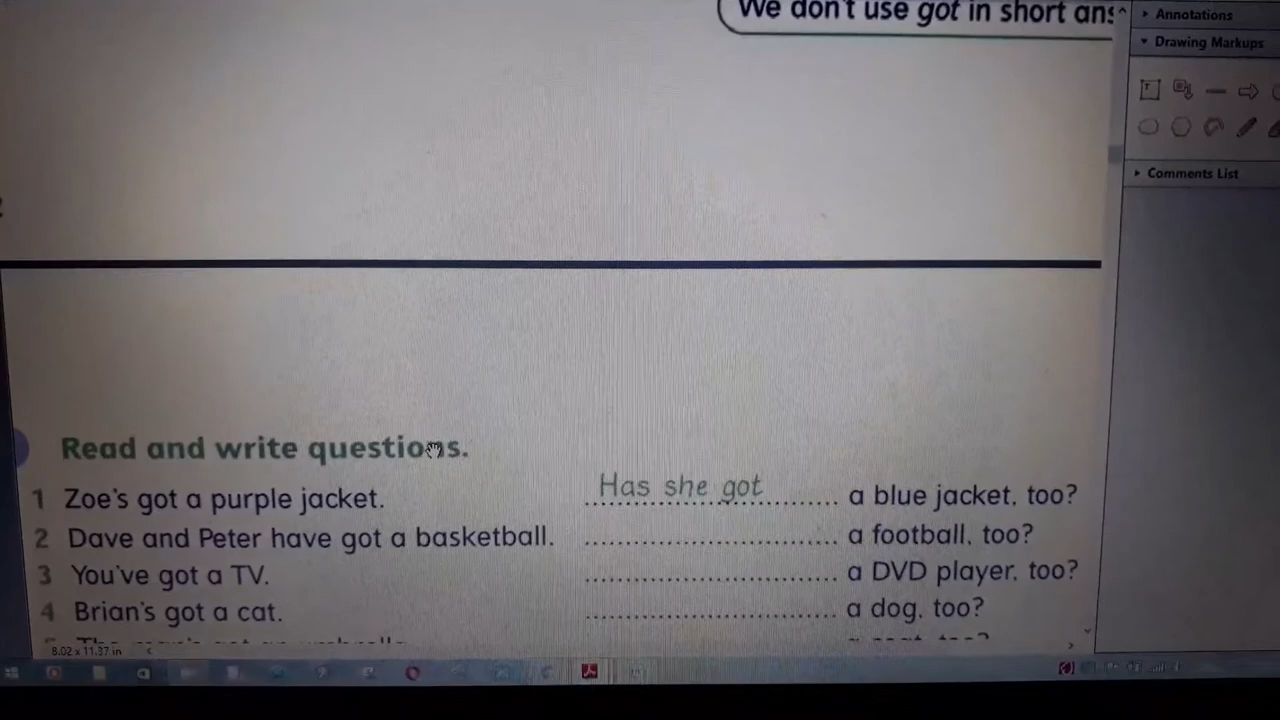 We don't use got in short ans
Annotations
Drawing Markups
Comments List
Read and write questions.
1 Zoe's got a purple jacket. Has she got a blue jacket, too?
2 Dave and Peter have got a basketball. .............................. a football, too?
3 You've got a TV. .............................. a DVD player, too?
4 Brian's got a cat. .............................. a dog, too?
8.02 x 11.37 in